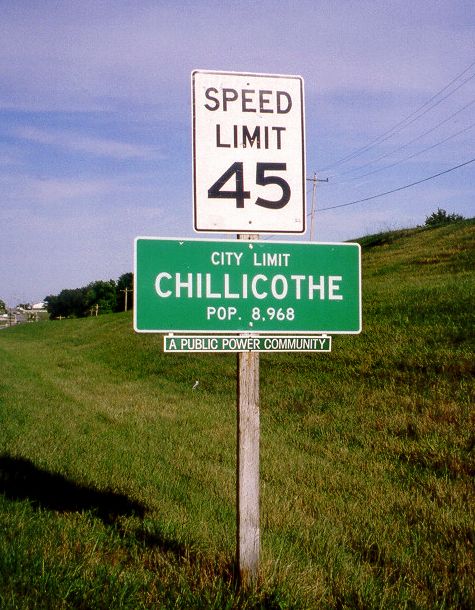 SPEED
LIMIT
45
CITY LIMIT
CHILLICOTHE
POP. 8,968
A PUBLIC POWER COMMUNITY